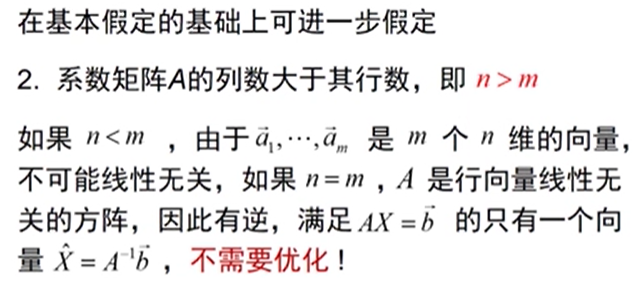 在基本假定的基础上可进一步假定
2. 系数矩阵A的列数大于其行数，即 n > m
如果 n < m ，由于 $\vec{a}_1,\cdots,\vec{a}_m$ 是 m 个 n 维的向量，
不可能线性无关，如果 n = m ，A 是行向量线性无
关的方阵，因此有逆，满足 $AX = \vec{b}$ 的只有一个向
量 $\hat{X} = A^{-1}\vec{b}$ ，不需要优化！